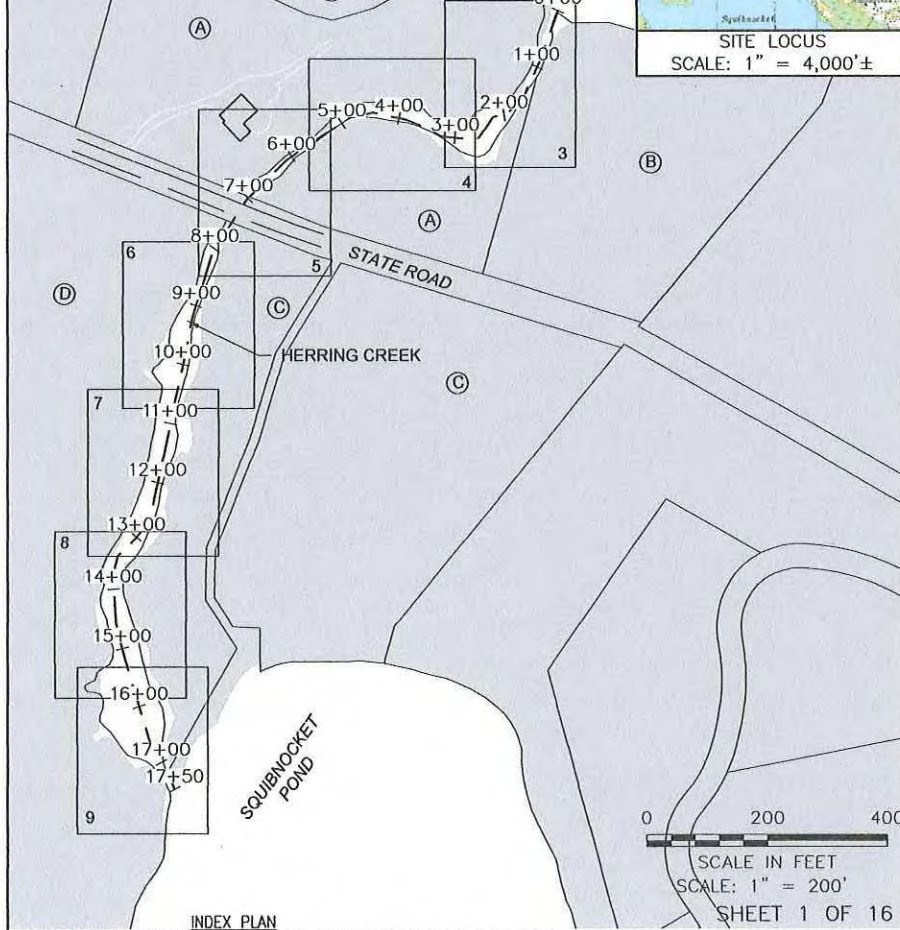 Squibnocket
SITE LOCUS
SCALE: 1" = 4,000'±
A
1+00
5+00
4+00
2+00
3+00
3
6+00
4
B
7+00
A
8+00
6
5
STATE ROAD
D
9+00
C
10+00
HERRING CREEK
7
11+00
C
12+00
13+00
8
14+00
15+00
16+00
17+00
17+50
SQUIBNOCKET
POND
9
0 200 400
SCALE IN FEET
SCALE: 1" = 200'
SHEET 1 OF 16
INDEX PLAN